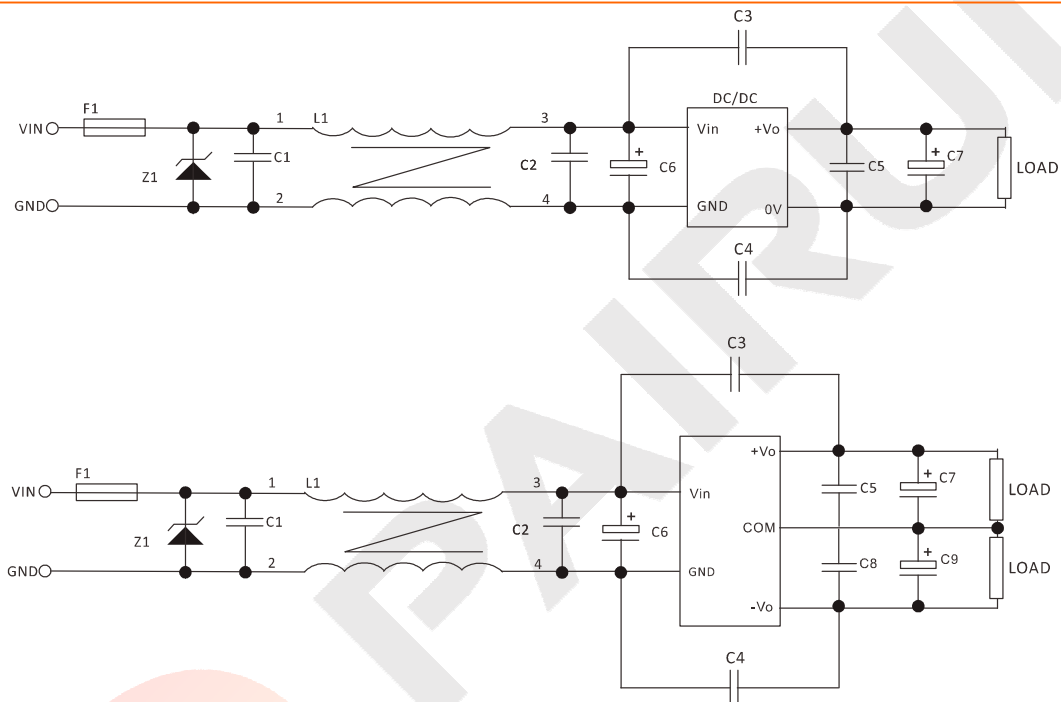 C3
F1
1 L1 3
DC/DC
VIN
Vin +Vo
C1
C2
+
C6
C5
+
C7
LOAD
Z1
GND
2
4
GND 0V
C4
C3
+Vo
F1
1 L1 3
VIN
Vin
C5
+
C7
LOAD
Z1
C1
C2
+
C6
COM
GND
2
4
GND
C8
+
C9
LOAD
-Vo
C4
PAIRUI